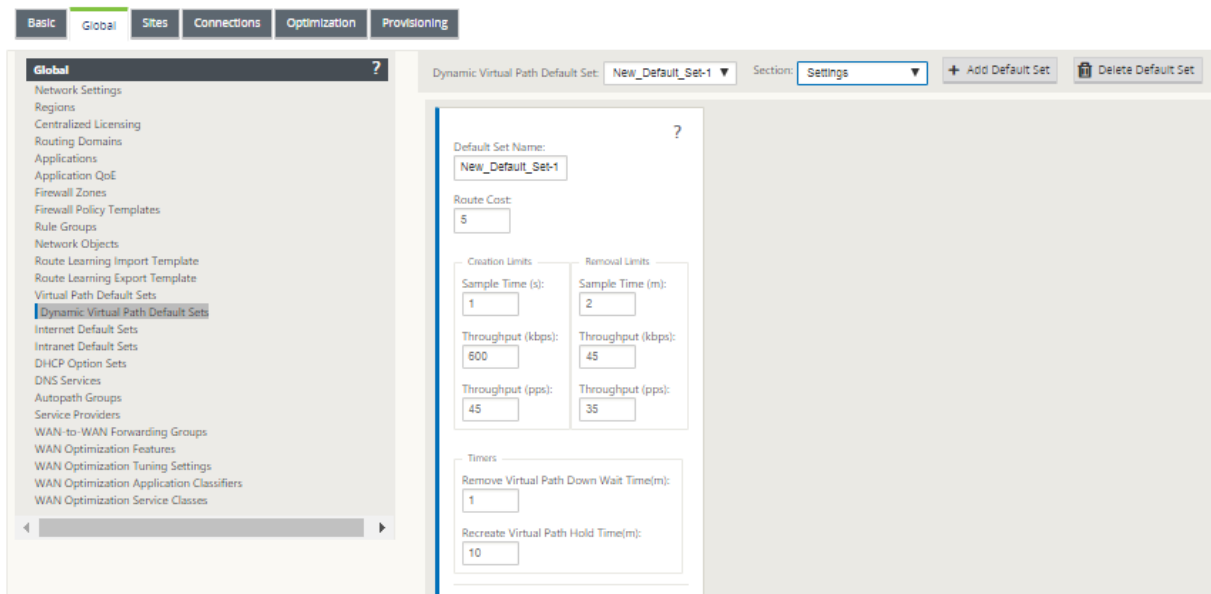 Basic Global Sites Connections Optimization Provisioning
Global ?
Network Settings
Regions
Centralized Licensing
Routing Domains
Applications
Application QoE
Firewall Zones
Firewall Policy Templates
Rule Groups
Network Objects
Route Learning Import Template
Route Learning Export Template
Virtual Path Default Sets
Dynamic Virtual Path Default Sets
Internet Default Sets
Intranet Default Sets
DHCP Option Sets
DNS Services
Autopath Groups
Service Providers
WAN-to-WAN Forwarding Groups
WAN Optimization Features
WAN Optimization Tuning Settings
WAN Optimization Application Classifiers
WAN Optimization Service Classes
Dynamic Virtual Path Default Set: New_Default_Set-1 Section: Settings + Add Default Set Delete Default Set
?
Default Set Name:
New_Default_Set-1
Route Cost:
5
Creation Limits Removal Limits
Sample Time (s): Sample Time (m):
1 2
Throughput (kbps): Throughput (kbps):
600 45
Throughput (pps): Throughput (pps):
45 35
Timers
Remove Virtual Path Down Wait Time(m):
1
Recreate Virtual Path Hold Time(m):
10